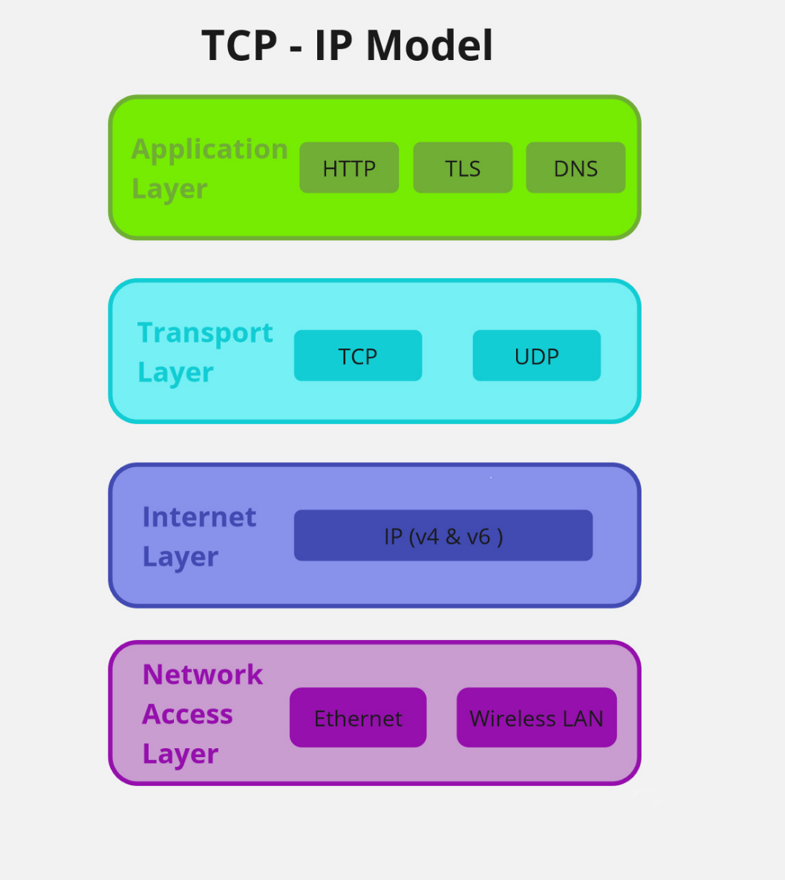 TCP - IP Model
Application
Layer
HTTP
TLS
DNS
Transport
Layer
TCP
UDP
Internet
Layer
IP (v4 & v6 )
Network
Access
Layer
Ethernet
Wireless LAN